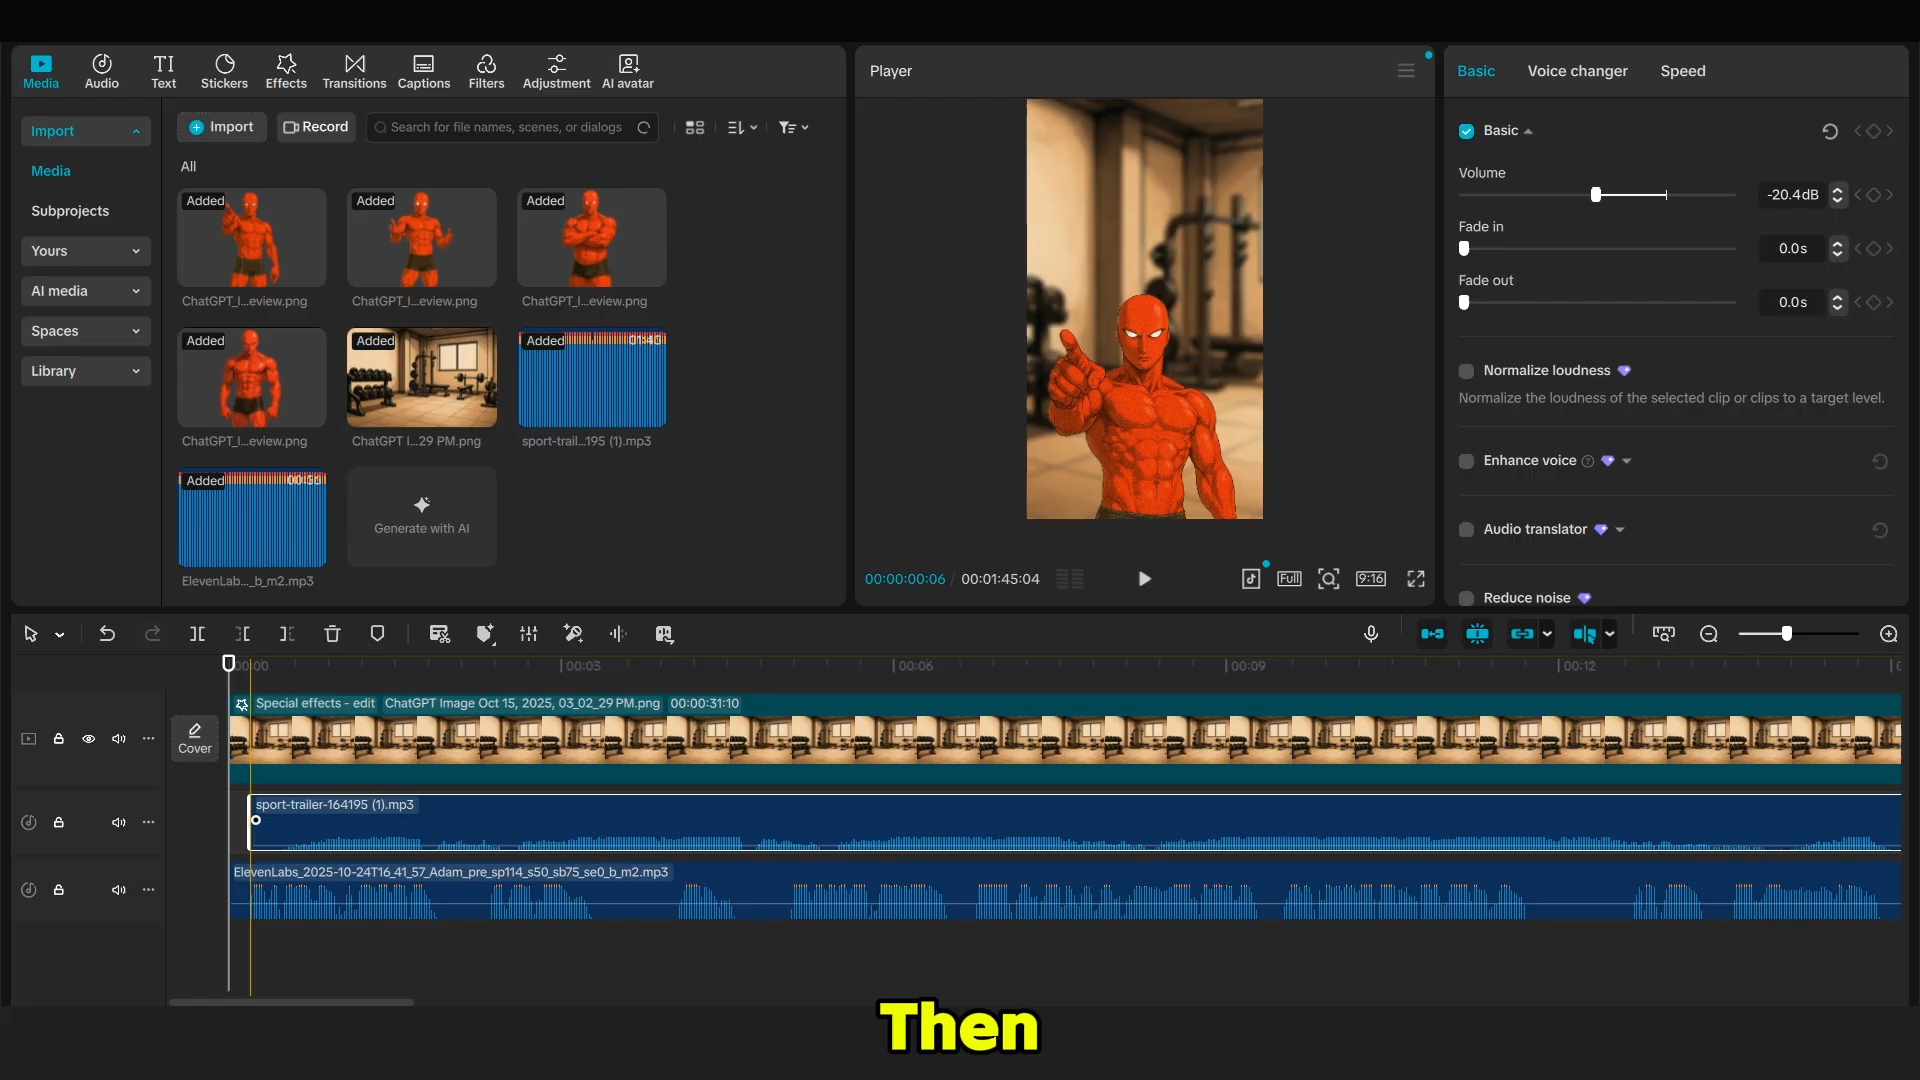 Media
Audio
Text
Stickers
Effects
Transitions
Captions
Filters
Adjustment
AI avatar
Import
Media
Subprojects
Yours
AI media
Spaces
Library
Import
Record
Search for file names, scenes, or dialogs
All
Added
Added
Added
ChatGPT_I...eview.png
ChatGPT_I...eview.png
ChatGPT_I...eview.png
Added
Added
Added 01:43
ChatGPT_I...eview.png
ChatGPT I...29 PM.png
sport-trail...195 (1).mp3
Added
Generate with AI
ElevenLab..._b_m2.mp3
Player
00:00:00:06 / 00:01:45:04
Full
9:16
Basic
Voice changer
Speed
Basic
Volume
-20.4dB
Fade in
0.0s
Fade out
0.0s
Normalize loudness
Normalize the loudness of the selected clip or clips to a target level.
Enhance voice
Audio translator
Reduce noise
00:03
00:06
00:09
00:12
Cover
Special effects - edit ChatGPT Image Oct 15, 2025, 03_02_29 PM.png 00:00:31:10
sport-trailer-164195 (1).mp3
ElevenLabs_2025-10-24T16_41_57_Adam_pre_sp114_s50_sb75_se0_b_m2.mp3
Then